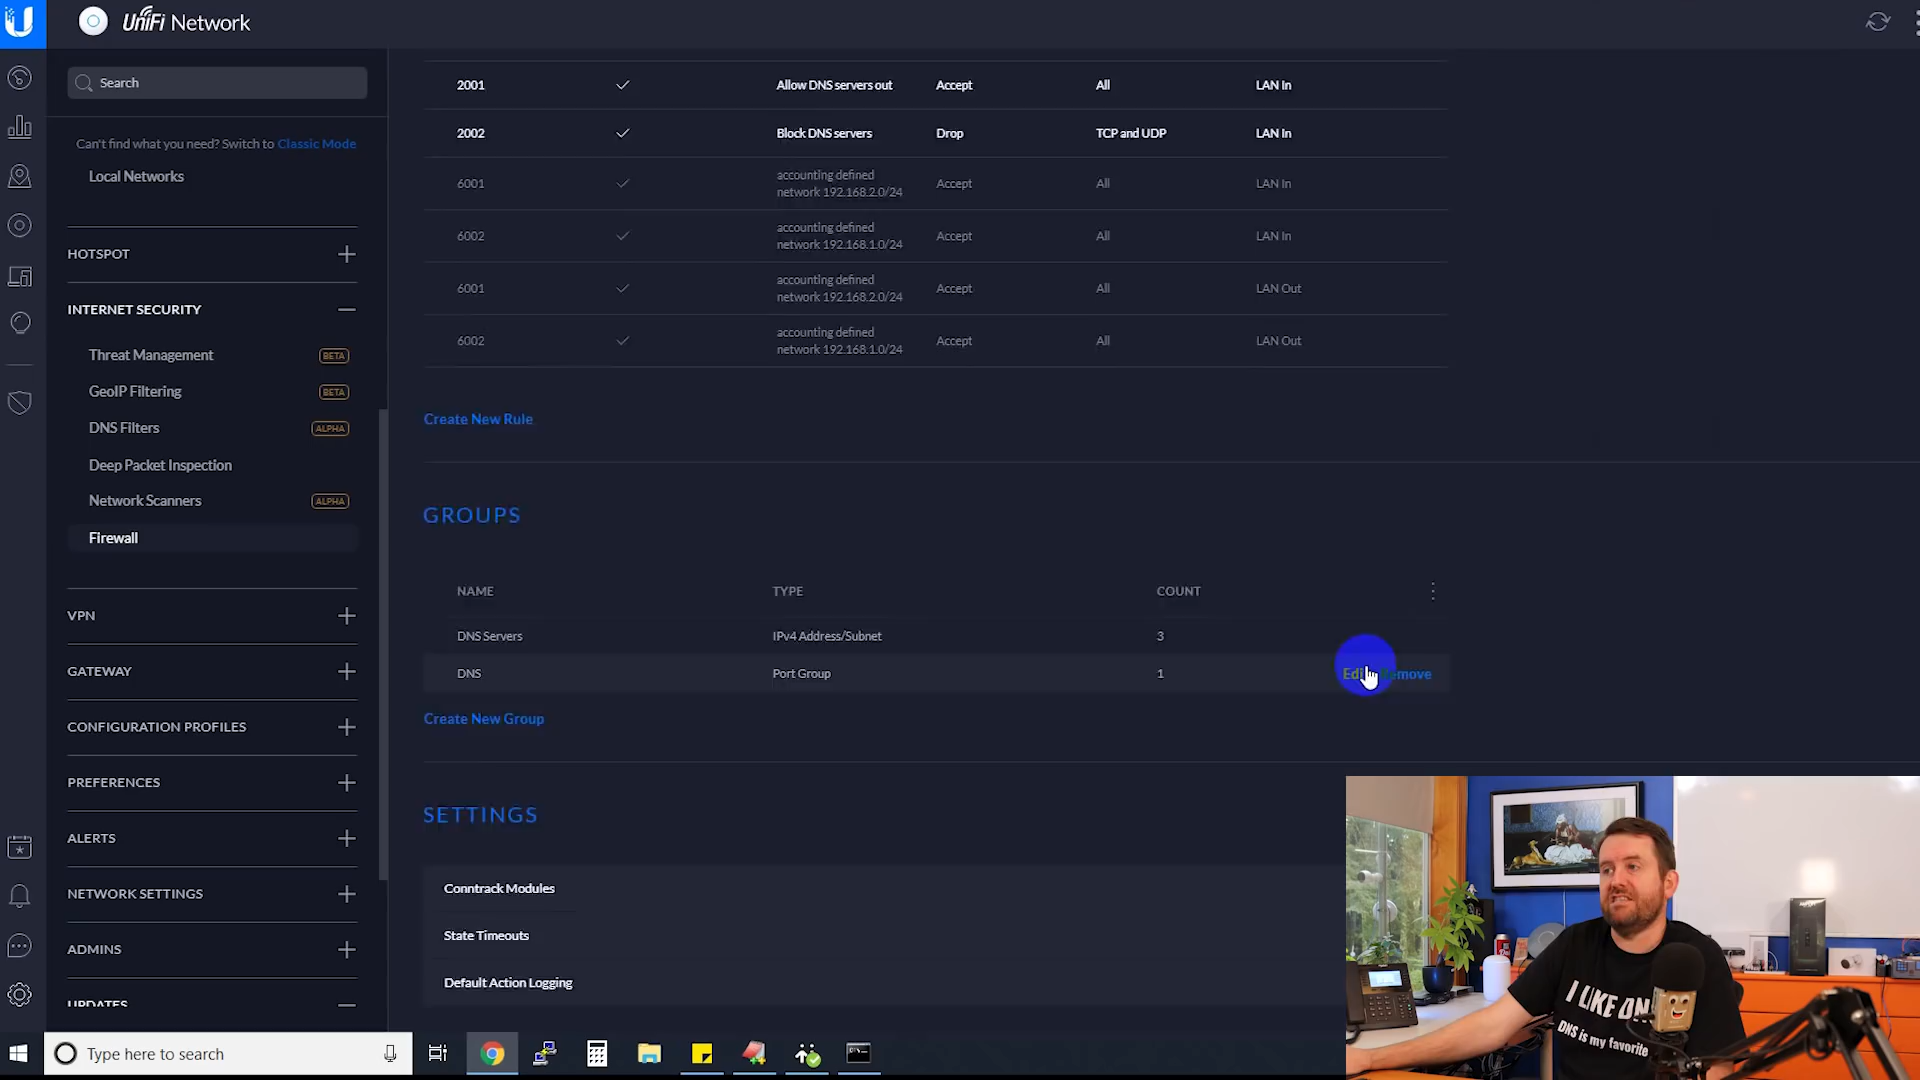 UniFi Network
Search
Can't find what you need? Switch to Classic Mode
Local Networks
HOTSPOT
INTERNET SECURITY
Threat Management BETA
GeoIP Filtering BETA
DNS Filters ALPHA
Deep Packet Inspection
Network Scanners ALPHA
Firewall
VPN
GATEWAY
CONFIGURATION PROFILES
PREFERENCES
ALERTS
NETWORK SETTINGS
ADMINS
UPDATES
2001 Allow DNS servers out Accept All LAN In
2002 Block DNS servers Drop TCP and UDP LAN In
6001 accounting defined network 192.168.2.0/24 Accept All LAN In
6002 accounting defined network 192.168.1.0/24 Accept All LAN In
6001 accounting defined network 192.168.2.0/24 Accept All LAN Out
6002 accounting defined network 192.168.1.0/24 Accept All LAN Out
Create New Rule
GROUPS
NAME TYPE COUNT
DNS Servers IPv4 Address/Subnet 3
DNS Port Group 1
Create New Group
SETTINGS
Conntrack Modules
State Timeouts
Default Action Logging
I LIKE
DNS is my favorite
Type here to search